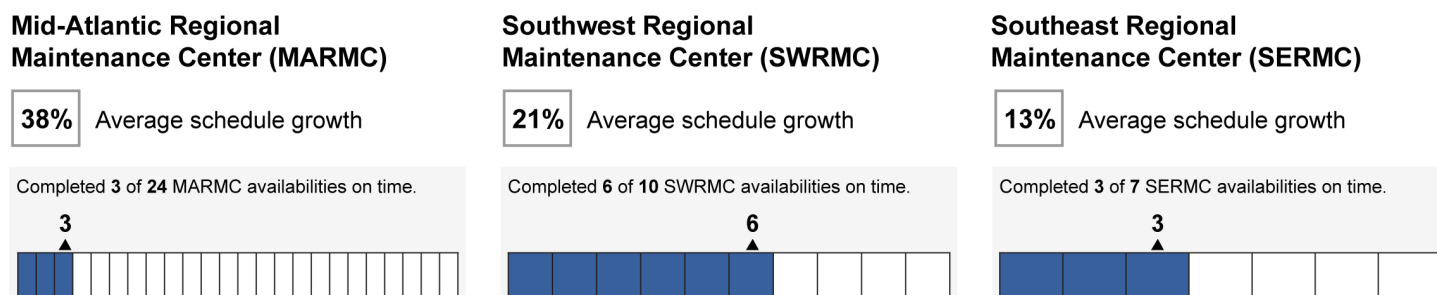 Mid-Atlantic Regional
Maintenance Center (MARMC)
38% Average schedule growth
Completed 3 of 24 MARMC availabilities on time.
3
Southwest Regional
Maintenance Center (SWRMC)
21% Average schedule growth
Completed 6 of 10 SWRMC availabilities on time.
6
Southeast Regional
Maintenance Center (SERMC)
13% Average schedule growth
Completed 3 of 7 SERMC availabilities on time.
3